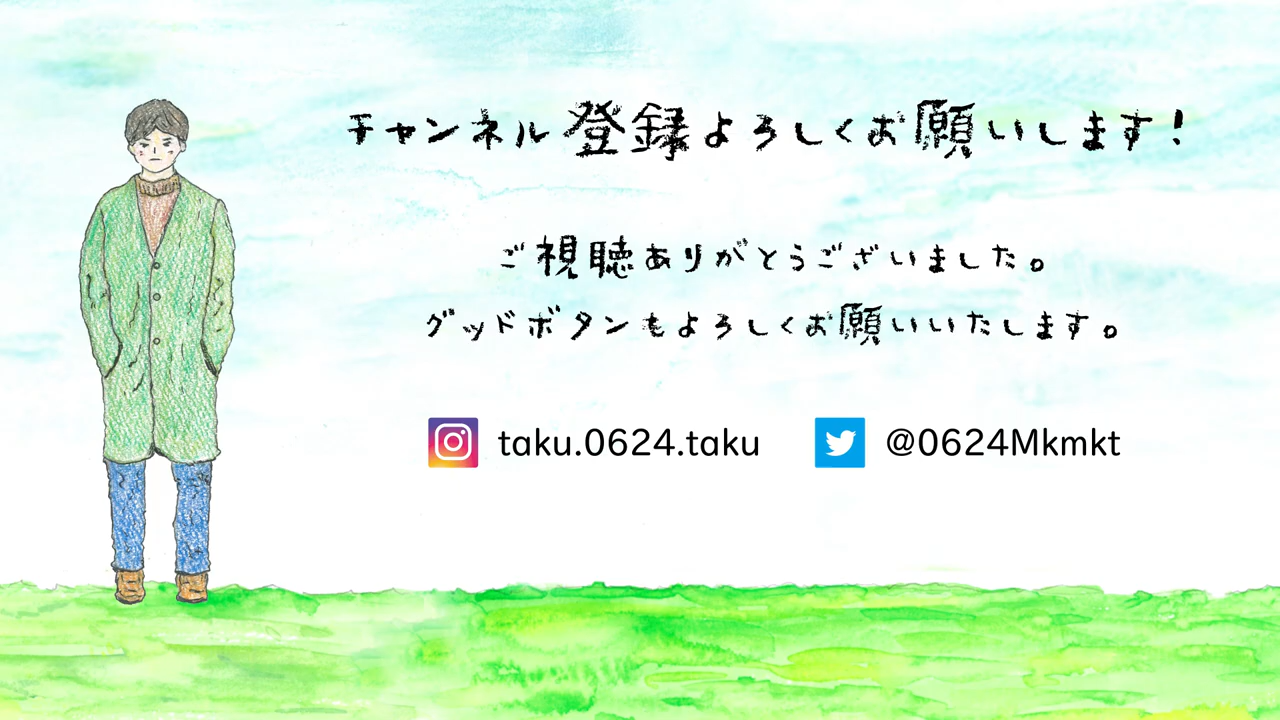 チャンネル登録よろしくお願いします!
ご視聴ありがとうございました。
グッドボタンもよろしくお願いいたします。
taku.0624.taku @0624Mkmkt